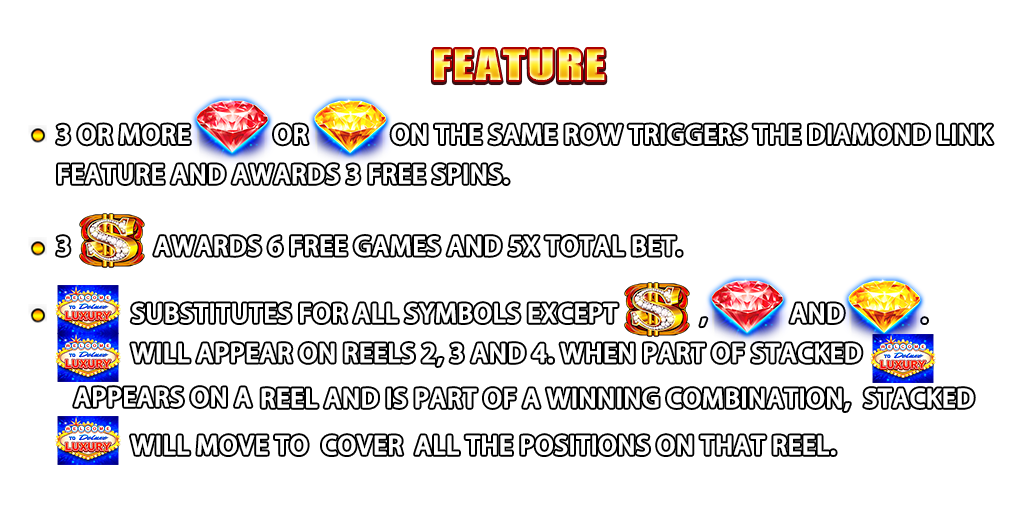 FEATURE
3 OR MORE OR ON THE SAME ROW TRIGGERS THE DIAMOND LINK
FEATURE AND AWARDS 3 FREE SPINS.
3 AWARDS 6 FREE GAMES AND 5X TOTAL BET.
WELCOME TO Deluxe LUXURY SUBSTITUTES FOR ALL SYMBOLS EXCEPT $ , AND .
WELCOME TO Deluxe LUXURY WILL APPEAR ON REELS 2, 3 AND 4. WHEN PART OF STACKED WELCOME TO Deluxe LUXURY
APPEARS ON A REEL AND IS PART OF A WINNING COMBINATION, STACKED
WELCOME TO Deluxe LUXURY WILL MOVE TO COVER ALL THE POSITIONS ON THAT REEL.